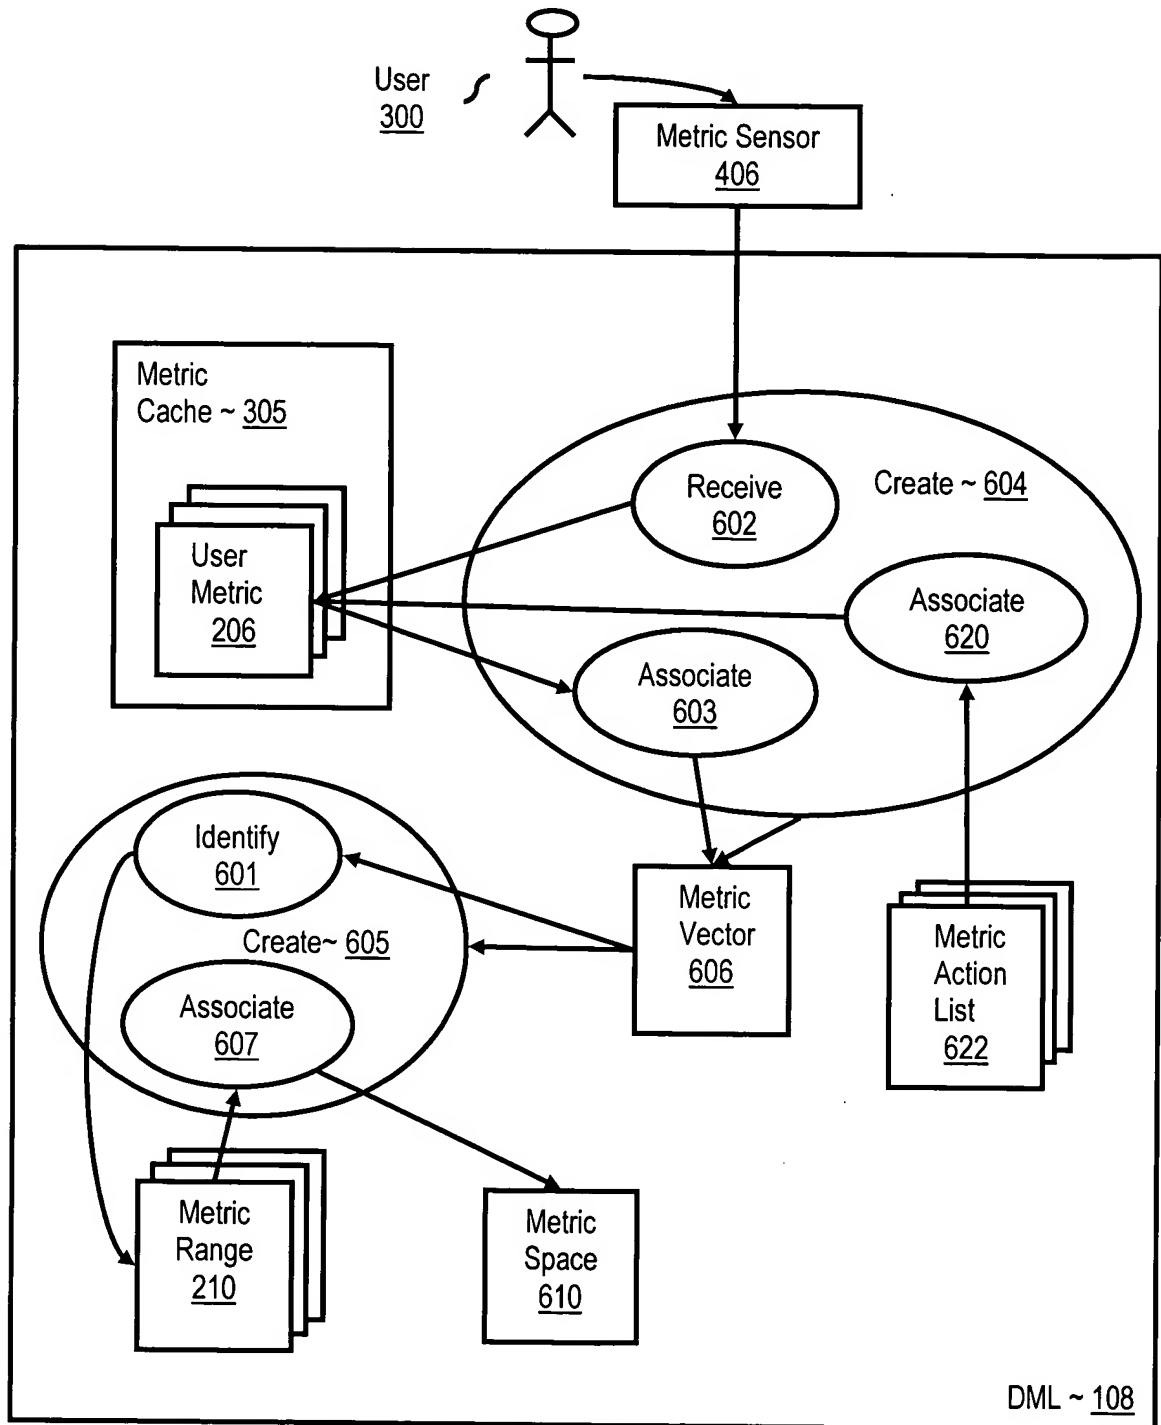 User
300
Metric Sensor
406
Metric
Cache ~ 305
User
Metric
206
Receive
602
Create ~ 604
Associate
620
Associate
603
Identify
601
Create~ 605
Associate
607
Metric
Vector
606
Metric
Action
List
622
Metric
Range
210
Metric
Space
610
DML ~ 108